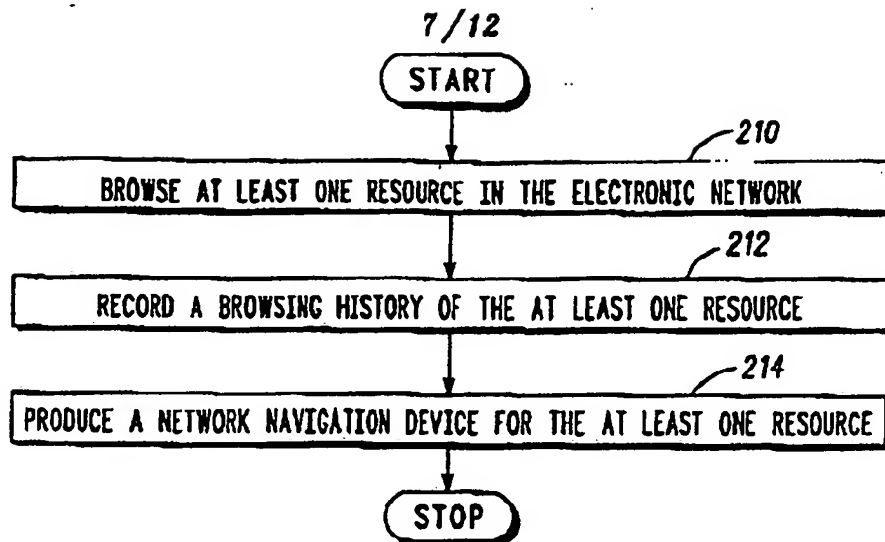 7/12
START
210
BROWSE AT LEAST ONE RESOURCE IN THE ELECTRONIC NETWORK
212
RECORD A BROWSING HISTORY OF THE AT LEAST ONE RESOURCE
214
PRODUCE A NETWORK NAVIGATION DEVICE FOR THE AT LEAST ONE RESOURCE
STOP